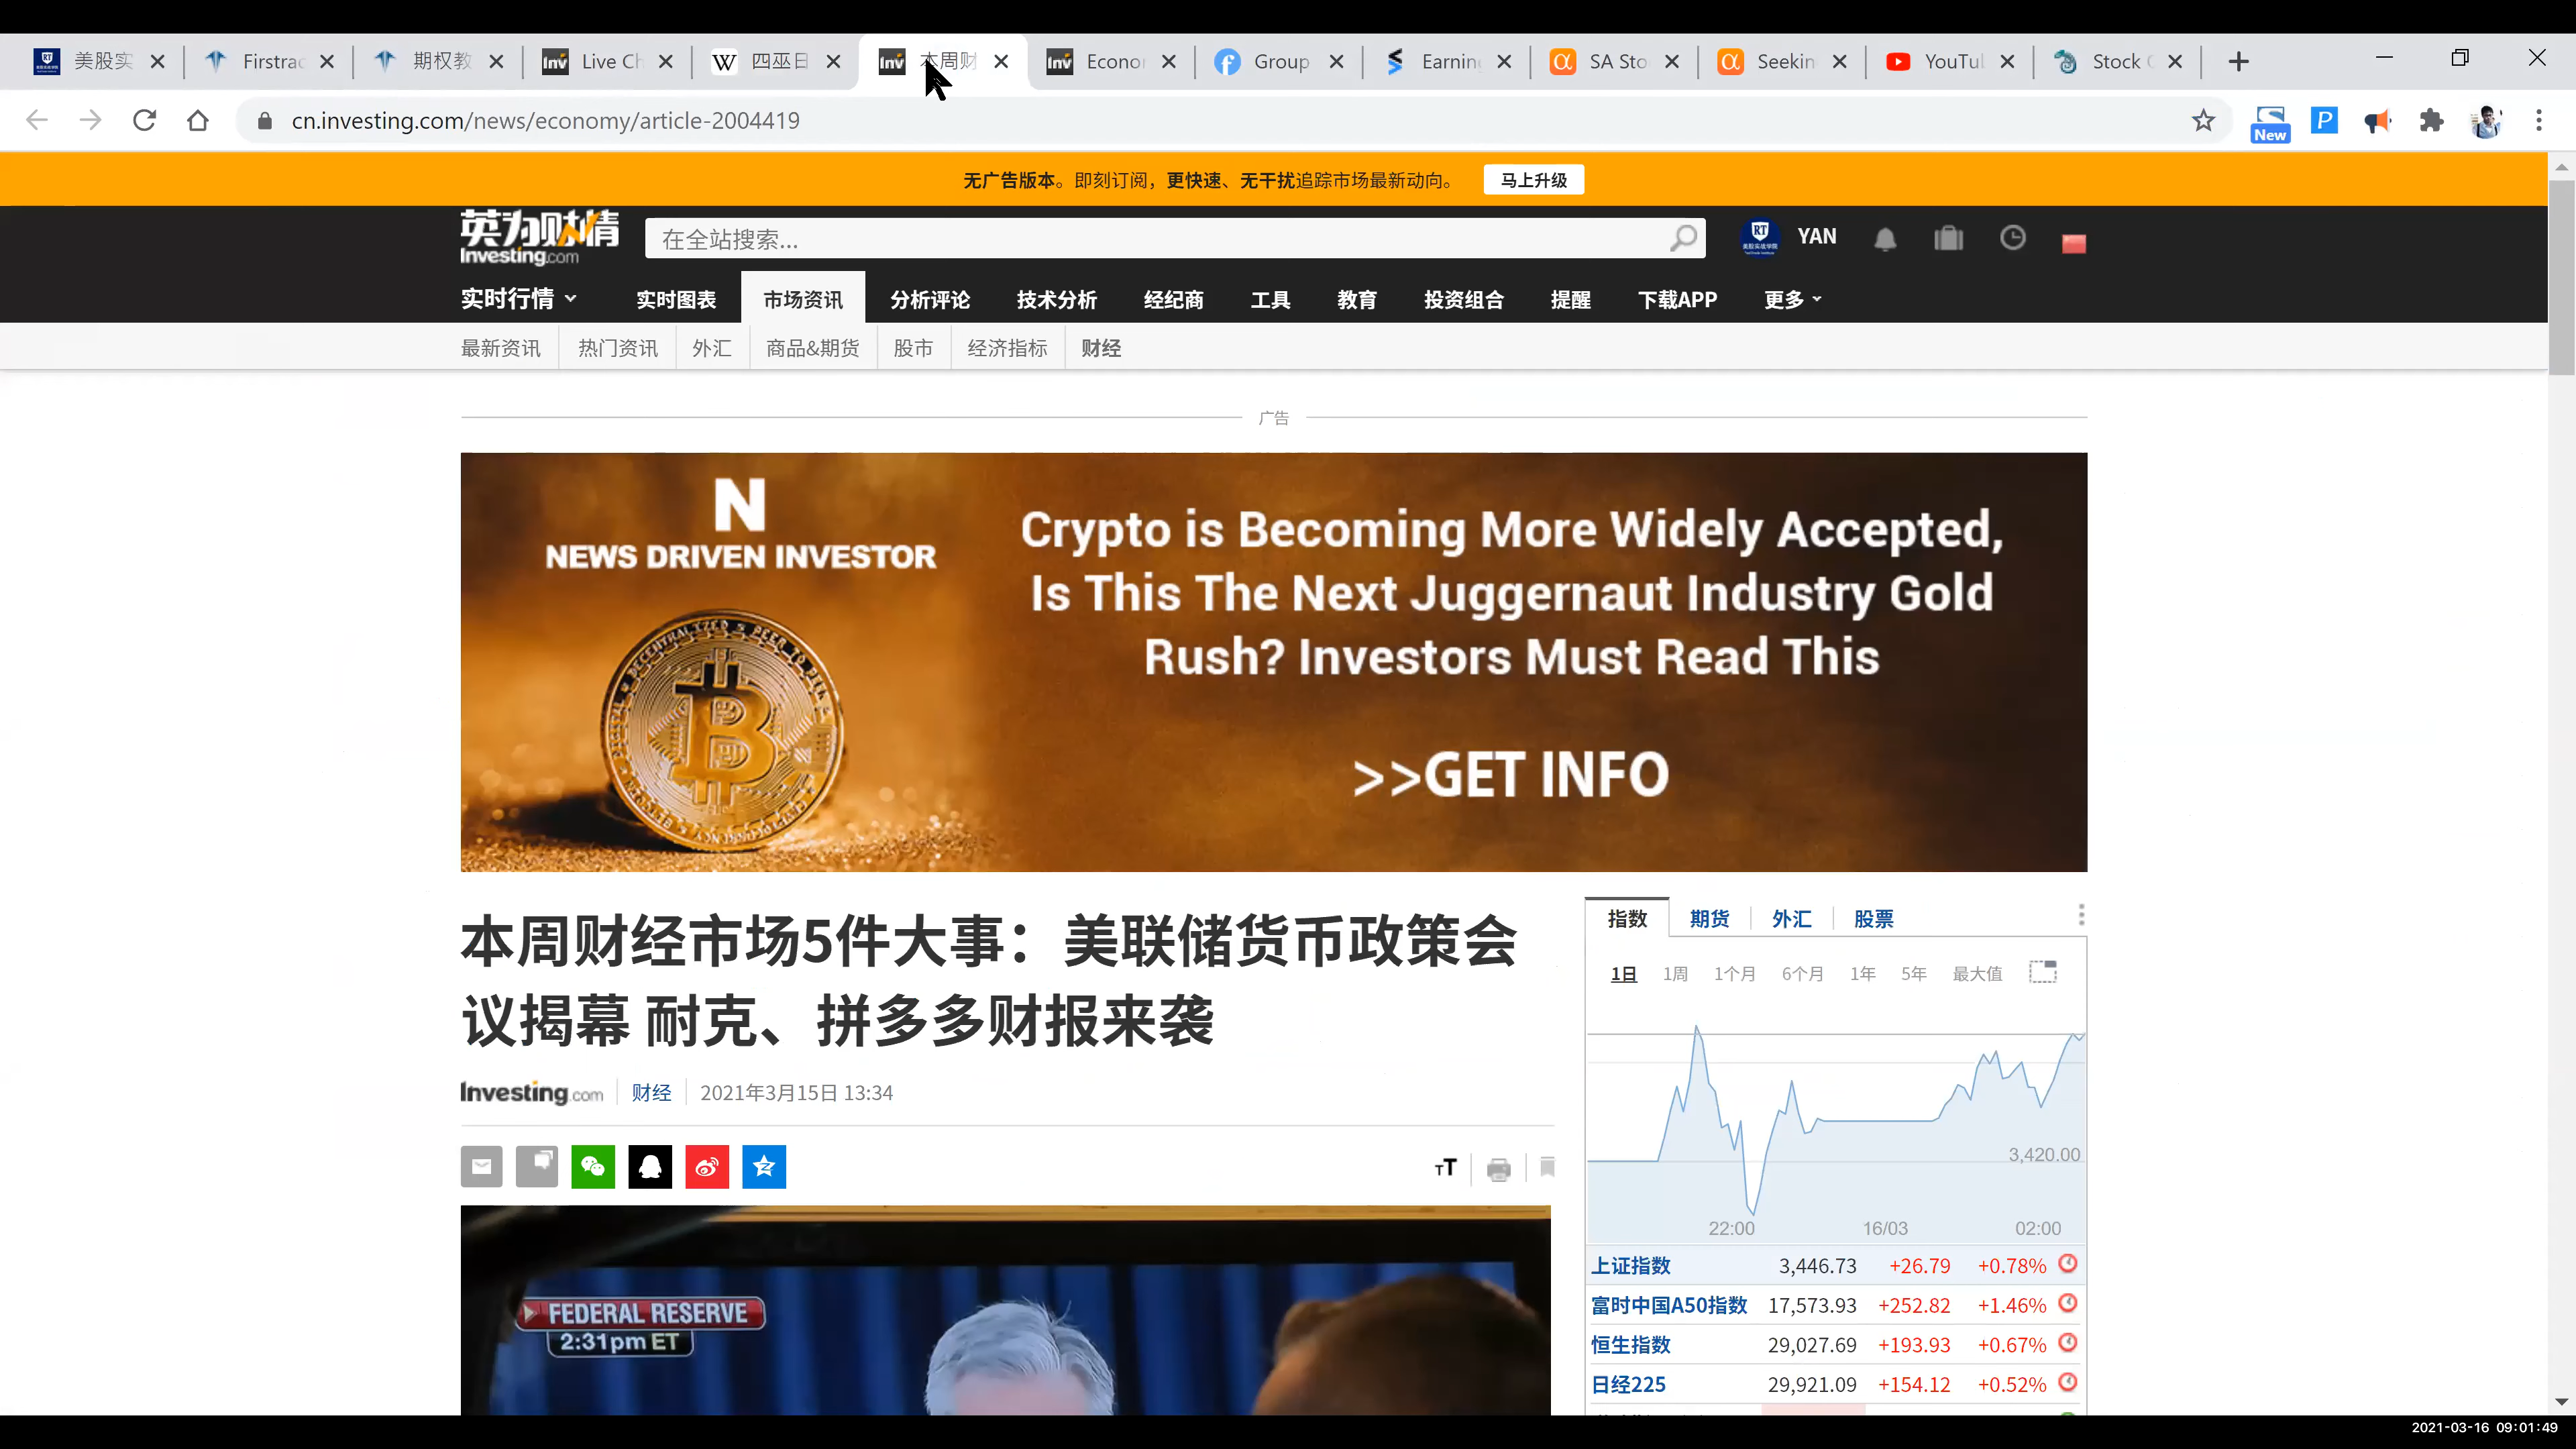 美股实
Firstrac
期权教
Live Ch
四巫日
本周财
Econor
Group
Earning
SA Sto
Seekin
YouTu
Stock
cn.investing.com/news/economy/article-2004419
New
无广告版本。即刻订阅，更快速、无干扰追踪市场最新动向。
马上升级
英为财情
Investing.com
在全站搜索...
RT
YAN
实时行情
实时图表
市场资讯
分析评论
技术分析
经纪商
工具
教育
投资组合
提醒
下载APP
更多
最新资讯
热门资讯
外汇
商品&期货
股市
经济指标
财经
广告
N
NEWS DRIVEN INVESTOR
Crypto is Becoming More Widely Accepted,
Is This The Next Juggernaut Industry Gold
Rush? Investors Must Read This
>>GET INFO
本周财经市场5件大事：美联储货币政策会
议揭幕 耐克、拼多多财报来袭
Investing.com
财经
2021年3月15日 13:34
TT
FEDERAL RESERVE
2:31pm ET
指数
期货
外汇
股票
1日
1周
1个月
6个月
1年
5年
最大值
3,420.00
22:00
16/03
02:00
上证指数 3,446.73 +26.79 +0.78%
富时中国A50指数 17,573.93 +252.82 +1.46%
恒生指数 29,027.69 +193.93 +0.67%
日经225 29,921.09 +154.12 +0.52%
2021-03-16 09:01:49